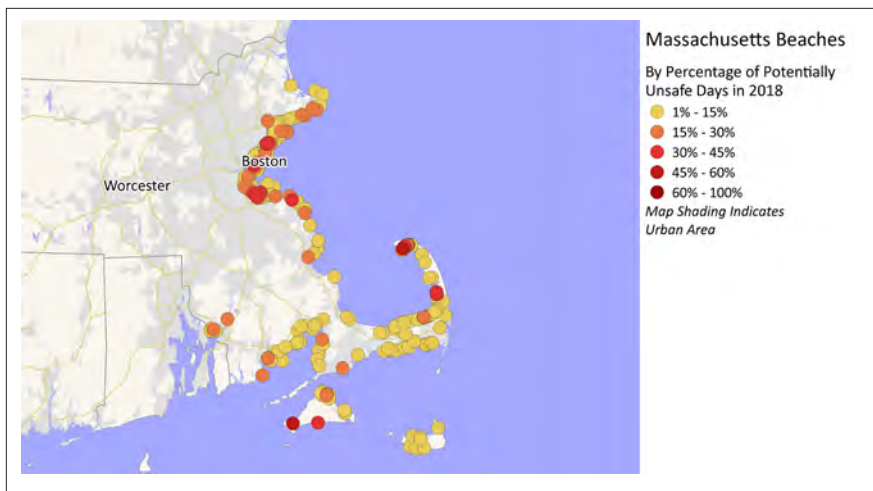 Massachusetts Beaches
By Percentage of Potentially
Unsafe Days in 2018
1% - 15%
15% - 30%
30% - 45%
45% - 60%
60% - 100%
Map Shading Indicates
Urban Area
Boston
Worcester